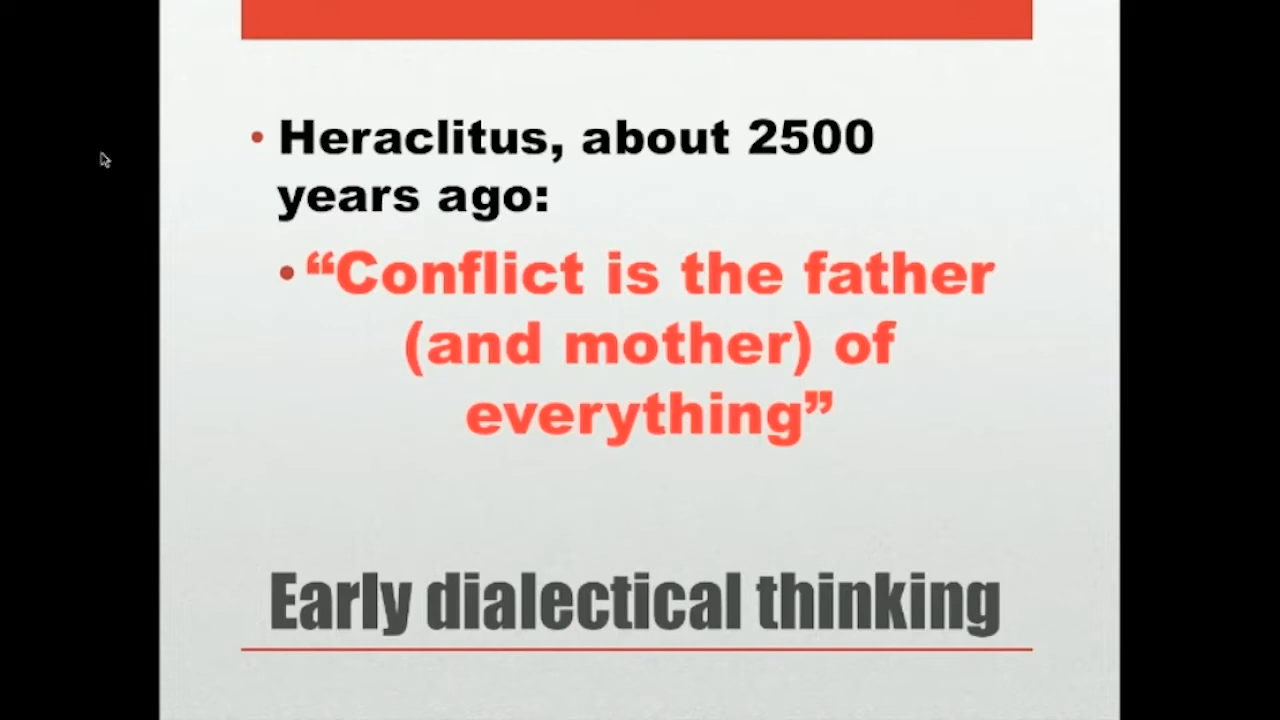 • Heraclitus, about 2500
years ago:
• “Conflict is the father
(and mother) of
everything”
Early dialectical thinking